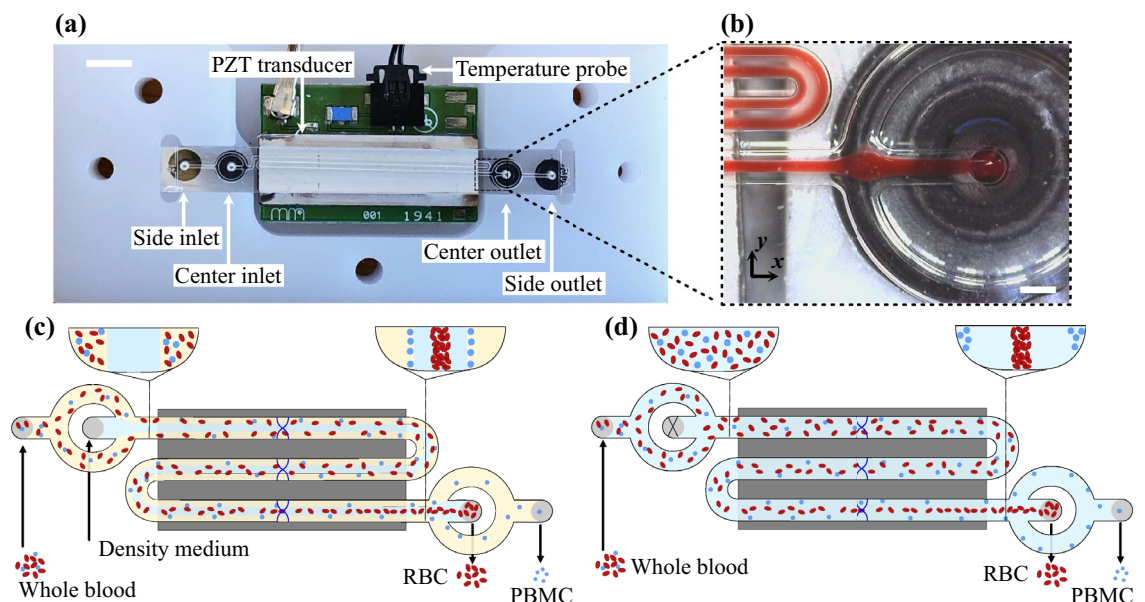 (a)
PZT transducer
Temperature probe
001 1941
Side inlet
Center inlet
Center outlet
Side outlet
(b)
y
x
(c)
Density medium
Whole blood
RBC
PBMC
(d)
Whole blood
RBC
PBMC